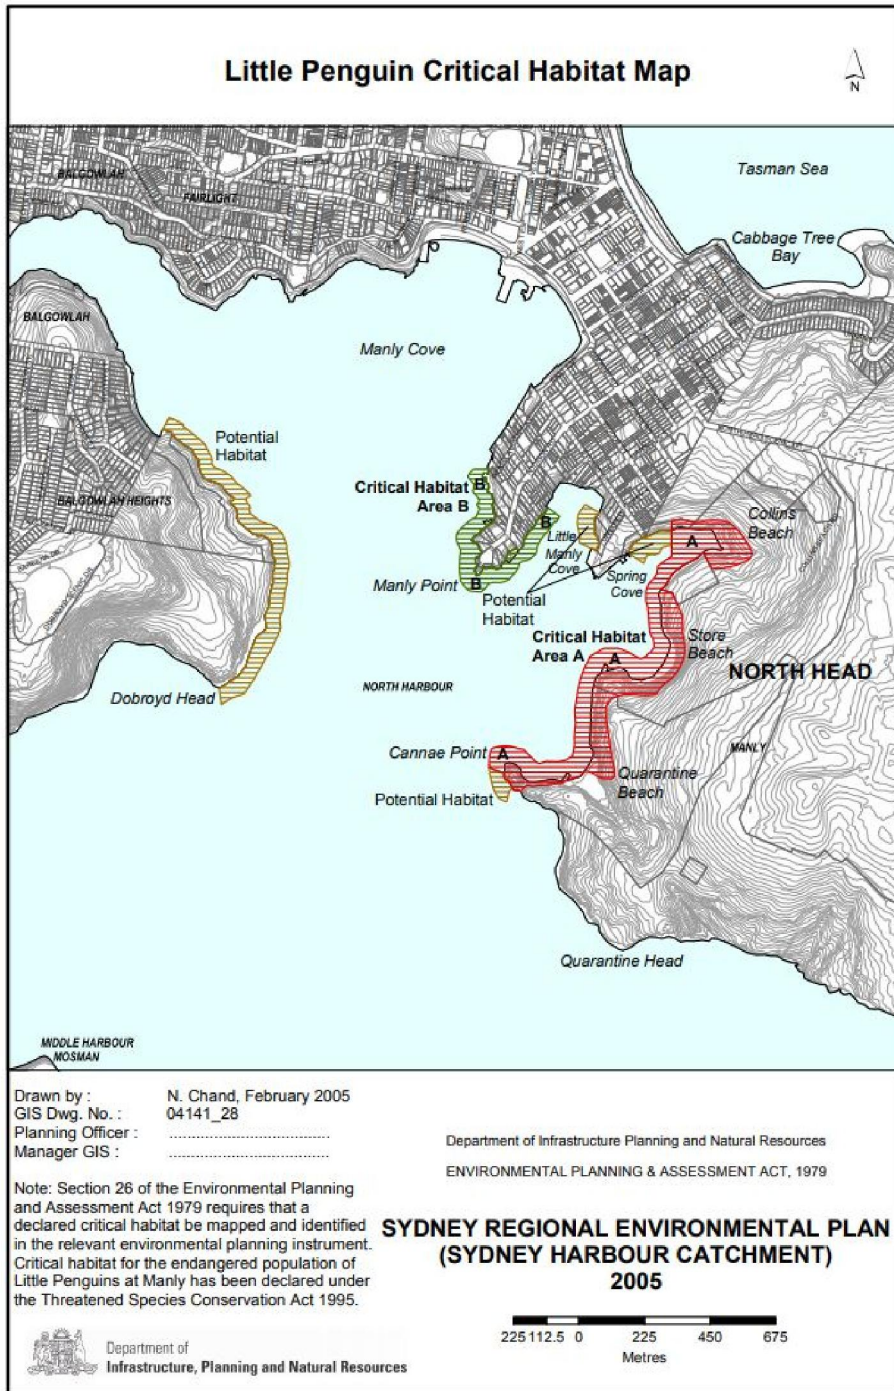 Little Penguin Critical Habitat Map
N
Tasman Sea
Cabbage Tree
Bay
BALGOWLAH
FAIRLIGHT
BALGOWLAH
Manly Cove
Potential
Habitat
BALGOWLAH HEIGHTS
Critical Habitat
Area B
B
B
B
Manly Point
Little
Manly
Cove
Spring
Cove
Potential
Habitat
A
Collins
Beach
Critical Habitat
Area A
A
Store
Beach
NORTH HEAD
NORTH HARBOUR
Dobroyd Head
MANLY
Cannae Point
A
Quarantine
Beach
Potential Habitat
Quarantine Head
MIDDLE HARBOUR
MOSMAN
Drawn by : N. Chand, February 2005
GIS Dwg. No. : 04141_28
Planning Officer : ....................................
Manager GIS : ....................................
Note: Section 26 of the Environmental Planning
and Assessment Act 1979 requires that a
declared critical habitat be mapped and identified
in the relevant environmental planning instrument.
Critical habitat for the endangered population of
Little Penguins at Manly has been declared under
the Threatened Species Conservation Act 1995.
Department of
Infrastructure, Planning and Natural Resources
Department of Infrastructure Planning and Natural Resources
ENVIRONMENTAL PLANNING & ASSESSMENT ACT, 1979
SYDNEY REGIONAL ENVIRONMENTAL PLAN
(SYDNEY HARBOUR CATCHMENT)
2005
225 112.5 0 225 450 675
Metres